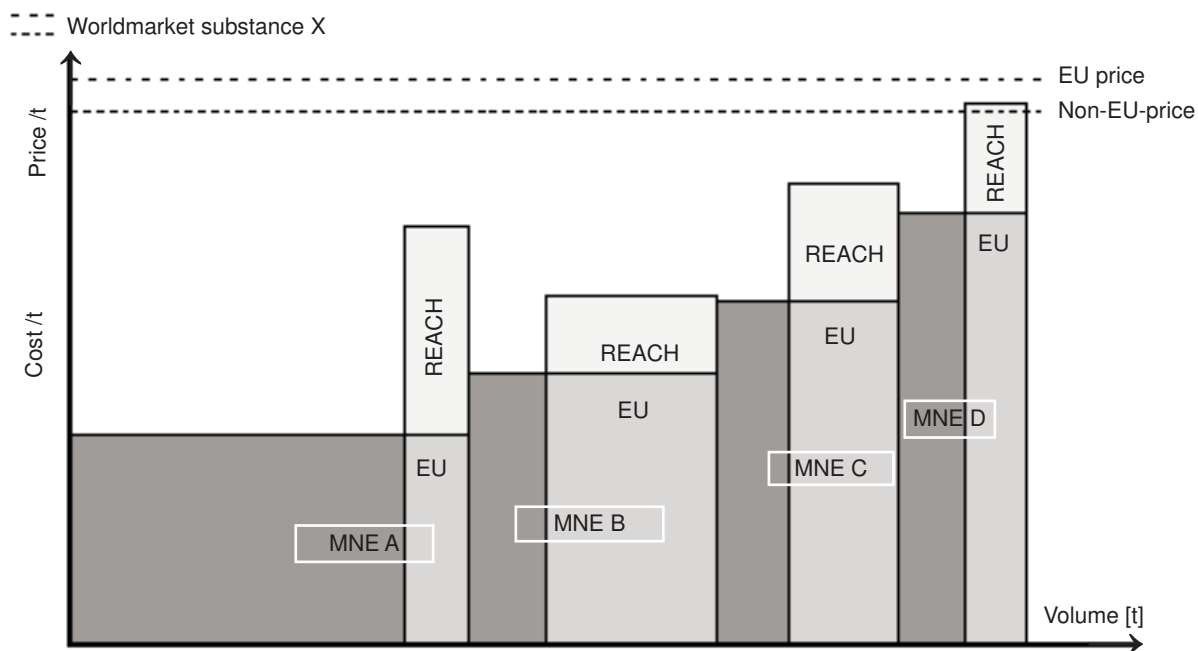 Worldmarket substance X
EU price
Non-EU-price
Price /t
REACH
REACH
EU
REACH
Cost /t
EU
REACH
EU
MNE D
EU
MNE C
MNE B
MNE A
Volume [t]